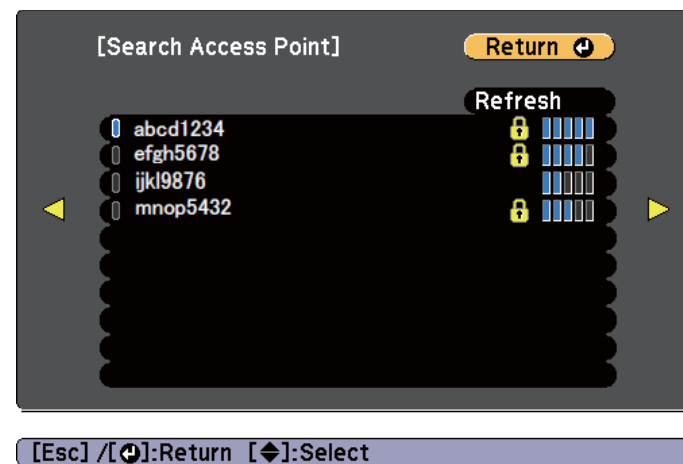 [Search Access Point]
Return
Refresh
abcd1234
efgh5678
ijkl9876
mnop5432
[Esc] /[⏎]:Return [◆]:Select